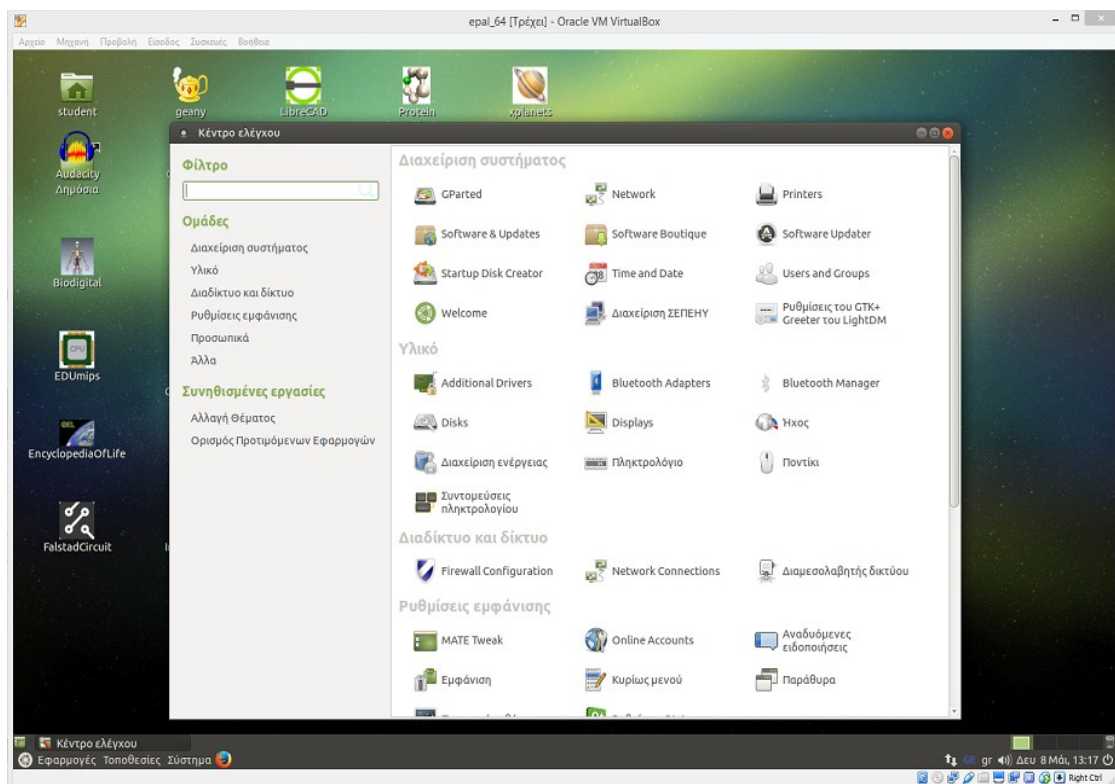 epal_64 [Τρέχει] - Oracle VM VirtualBox
Αρχείο Μηχανή Προβολή Είσοδος Συσκευές Βοήθεια
student
geany
LibreCAD
Protein
xplanets
Audacity
Δημόσια
Biodigital
EDUmips
EncyclopediaOfLife
FalstadCircuit
Κέντρο ελέγχου
Φίλτρο
Ομάδες
Διαχείριση συστήματος
Υλικό
Διαδίκτυο και δίκτυο
Ρυθμίσεις εμφάνισης
Προσωπικά
Άλλα
Συνηθισμένες εργασίες
Αλλαγή Θέματος
Ορισμός Προτιμόμενων Εφαρμογών
Διαχείριση συστήματος
GParted
Network
Printers
Software & Updates
Software Boutique
Software Updater
Startup Disk Creator
Time and Date
Users and Groups
Welcome
Διαχείριση ΣΕΠΕΗΥ
Ρυθμίσεις του GTK+
Greeter του LightDM
Υλικό
Additional Drivers
Bluetooth Adapters
Bluetooth Manager
Disks
Displays
Ήχος
Διαχείριση ενέργειας
Πληκτρολόγιο
Ποντίκι
Συντομεύσεις
πληκτρολογίου
Διαδίκτυο και δίκτυο
Firewall Configuration
Network Connections
Διαμεσολαβητής δικτύου
Ρυθμίσεις εμφάνισης
MATE Tweak
Online Accounts
Αναδυόμενες
ειδοποιήσεις
Εμφάνιση
Κυρίως μενού
Παράθυρα
Κέντρο ελέγχου
Εφαρμογές Τοποθεσίες Σύστημα
GR gr Δευ 8 Μάι, 13:17
Right Ctrl